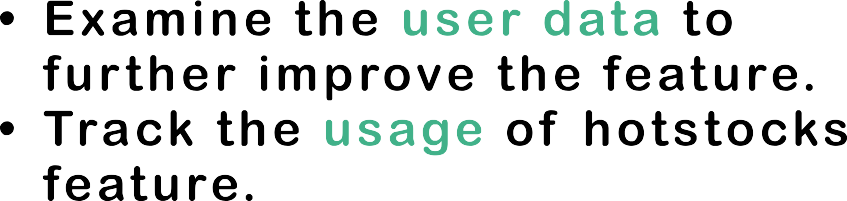 • Examine the user data to
further improve the feature.
• Track the usage of hotstocks
feature.